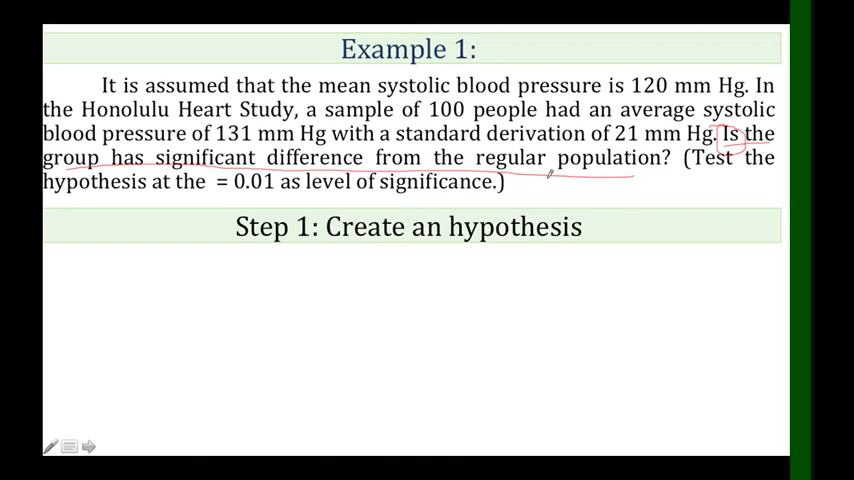 Example 1:
It is assumed that the mean systolic blood pressure is 120 mm Hg. In
the Honolulu Heart Study, a sample of 100 people had an average systolic
blood pressure of 131 mm Hg with a standard derivation of 21 mm Hg. Is the
group has significant difference from the regular population? (Test the
hypothesis at the  = 0.01 as level of significance.)
Step 1: Create an hypothesis